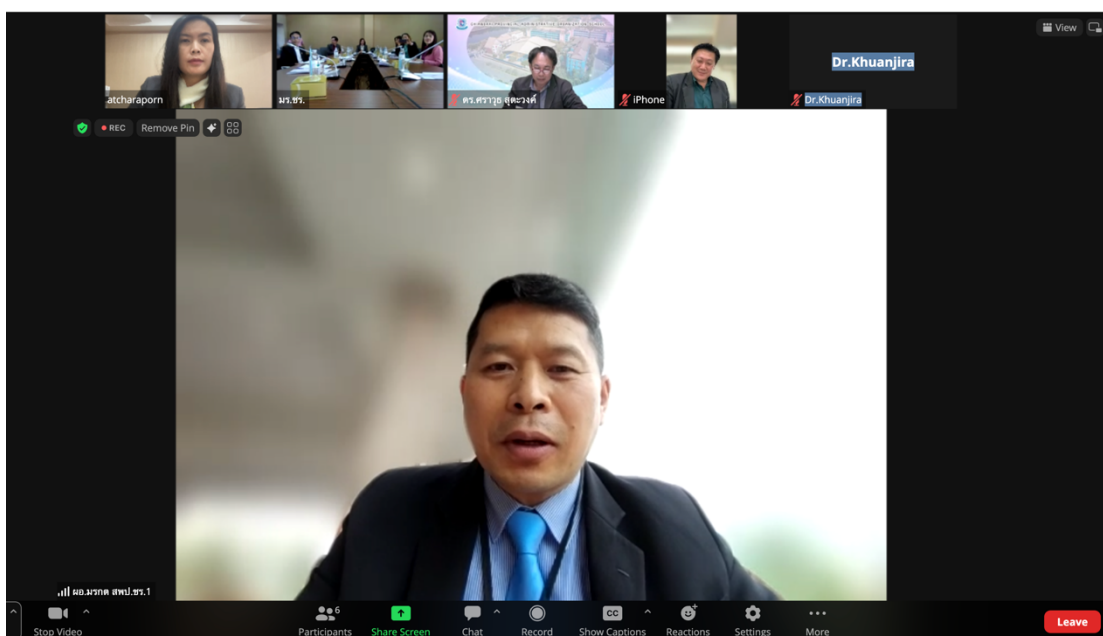 View
Dr.Khuanjira
atcharaporn
มร.ชร.
ดร.ศราวุธ สุตะวงค์
iPhone
Dr.Khuanjira
REC
Remove Pin
ผอ.มรกต สพป.ชร.1
6
CC
Stop Video
Participants
Share Screen
Chat
Record
Show Captions
Reactions
Settings
More
Leave